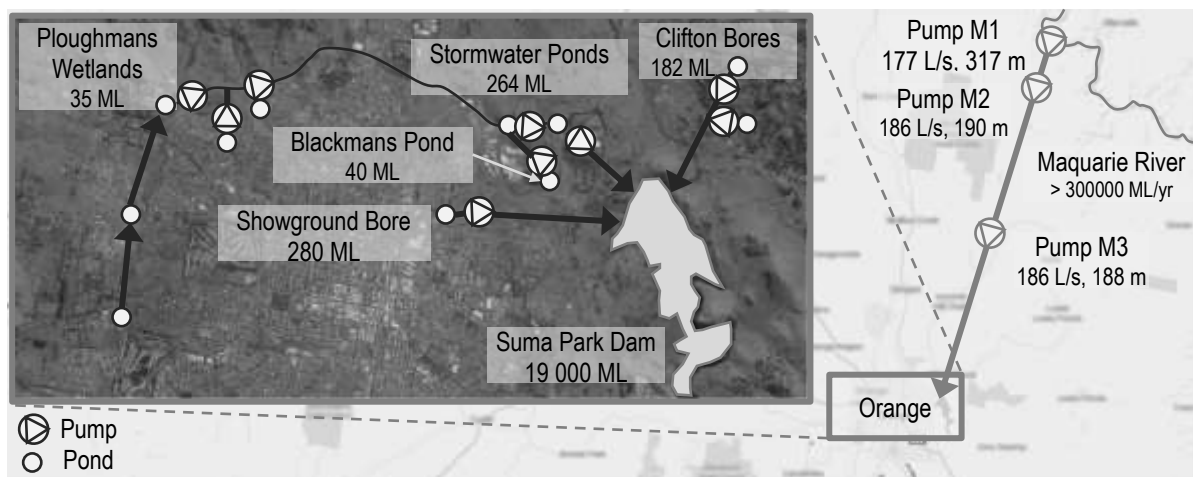 Ploughmans
Wetlands
35 ML
Stormwater Ponds
264 ML
Clifton Bores
182 ML
Blackmans Pond
40 ML
Showground Bore
280 ML
Suma Park Dam
19 000 ML
Pump M1
177 L/s, 317 m
Pump M2
186 L/s, 190 m
Maquarie River
> 300000 ML/yr
Pump M3
186 L/s, 188 m
Orange
Pump
Pond